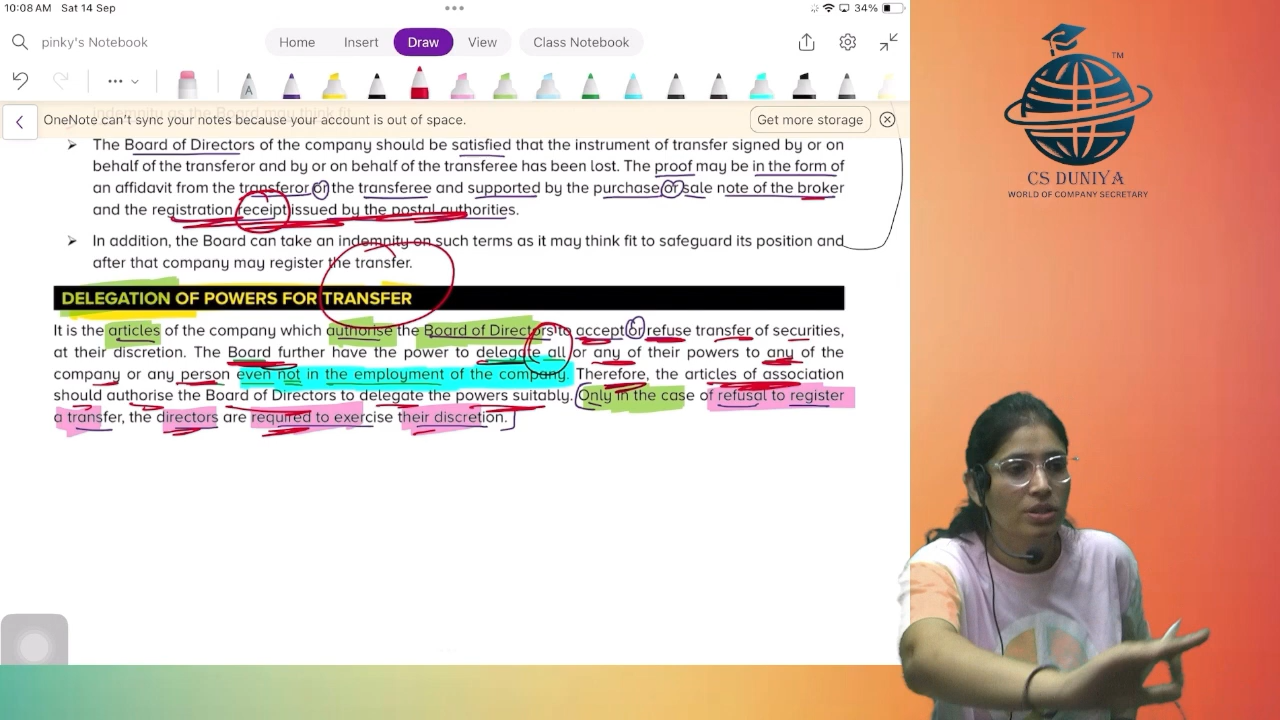 10:08 AM Sat 14 Sep
34%
pinky's Notebook
Home Insert Draw View Class Notebook
A
indemnity as the Board may think fit.
OneNote can't sync your notes because your account is out of space.
Get more storage
➤ The Board of Directors of the company should be satisfied that the instrument of transfer signed by or on
behalf of the transferor and by or on behalf of the transferee has been lost. The proof may be in the form of
an affidavit from the transferor or the transferee and supported by the purchase or sale note of the broker
and the registration receipt issued by the postal authorities.
➤ In addition, the Board can take an indemnity on such terms as it may think fit to safeguard its position and
after that company may register the transfer.
DELEGATION OF POWERS FOR TRANSFER
It is the articles of the company which authorise the Board of Directors to accept or refuse transfer of securities,
at their discretion. The Board further have the power to delegate all or any of their powers to any of the
company or any person even not in the employment of the company. Therefore, the articles of association
should authorise the Board of Directors to delegate the powers suitably. Only in the case of refusal to register
a transfer, the directors are required to exercise their discretion.
TM
CS DUNIYA
WORLD OF COMPANY SECRETARY